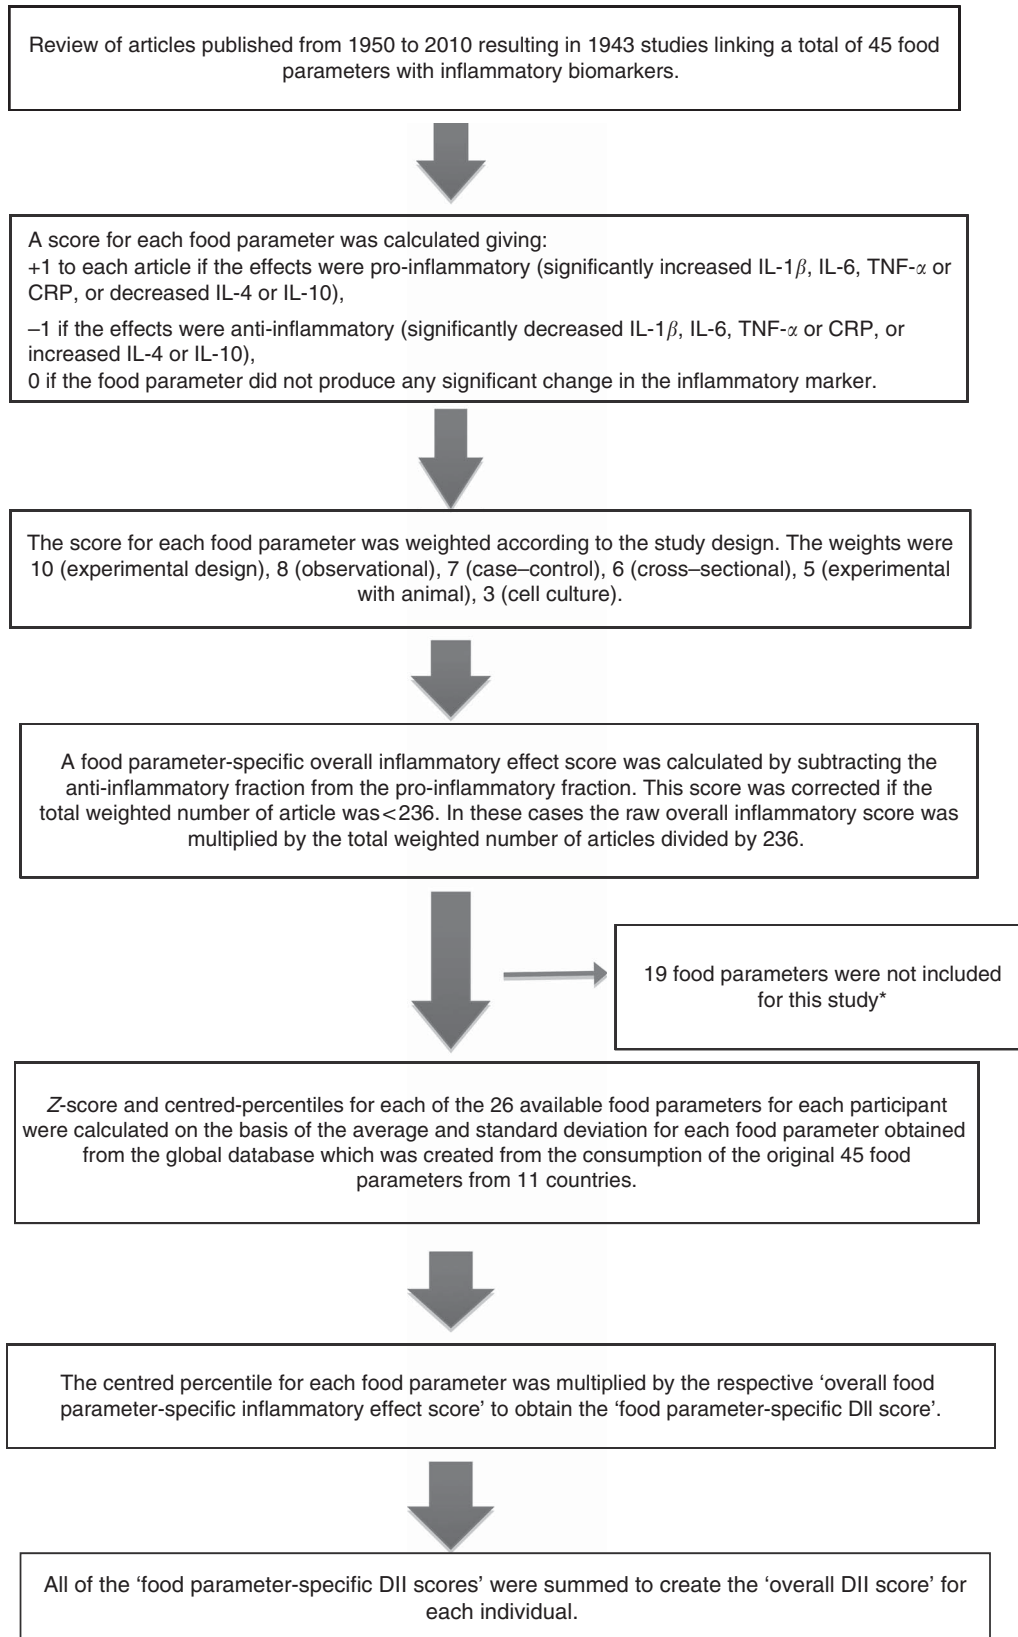 Review of articles published from 1950 to 2010 resulting in 1943 studies linking a total of 45 food
parameters with inflammatory biomarkers.
A score for each food parameter was calculated giving:
+1 to each article if the effects were pro-inflammatory (significantly increased IL-1β, IL-6, TNF-α or
CRP, or decreased IL-4 or IL-10),
–1 if the effects were anti-inflammatory (significantly decreased IL-1β, IL-6, TNF-α or CRP, or
increased IL-4 or IL-10),
0 if the food parameter did not produce any significant change in the inflammatory marker.
The score for each food parameter was weighted according to the study design. The weights were
10 (experimental design), 8 (observational), 7 (case–control), 6 (cross–sectional), 5 (experimental
with animal), 3 (cell culture).
A food parameter-specific overall inflammatory effect score was calculated by subtracting the
anti-inflammatory fraction from the pro-inflammatory fraction. This score was corrected if the
total weighted number of article was<236. In these cases the raw overall inflammatory score was
multiplied by the total weighted number of articles divided by 236.
19 food parameters were not included
for this study*
Z-score and centred-percentiles for each of the 26 available food parameters for each participant
were calculated on the basis of the average and standard deviation for each food parameter obtained
from the global database which was created from the consumption of the original 45 food
parameters from 11 countries.
The centred percentile for each food parameter was multiplied by the respective ‘overall food
parameter-specific inflammatory effect score’ to obtain the ‘food parameter-specific DII score’.
All of the ‘food parameter-specific DII scores’ were summed to create the ‘overall DII score’ for
each individual.